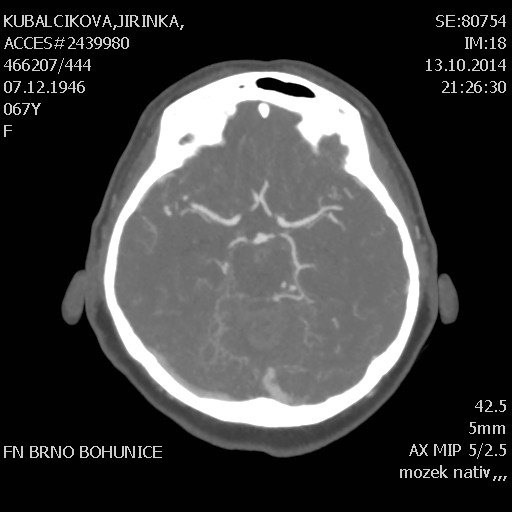 KUBALCIKOVA,JIRINKA,
ACCES#2439980
466207/444
07.12.1946
067Y
F
SE:80754
IM:18
13.10.2014
21:26:30
FN BRNO BOHUNICE
42.5
5mm
AX MIP 5/2.5
mozek nativ,,,